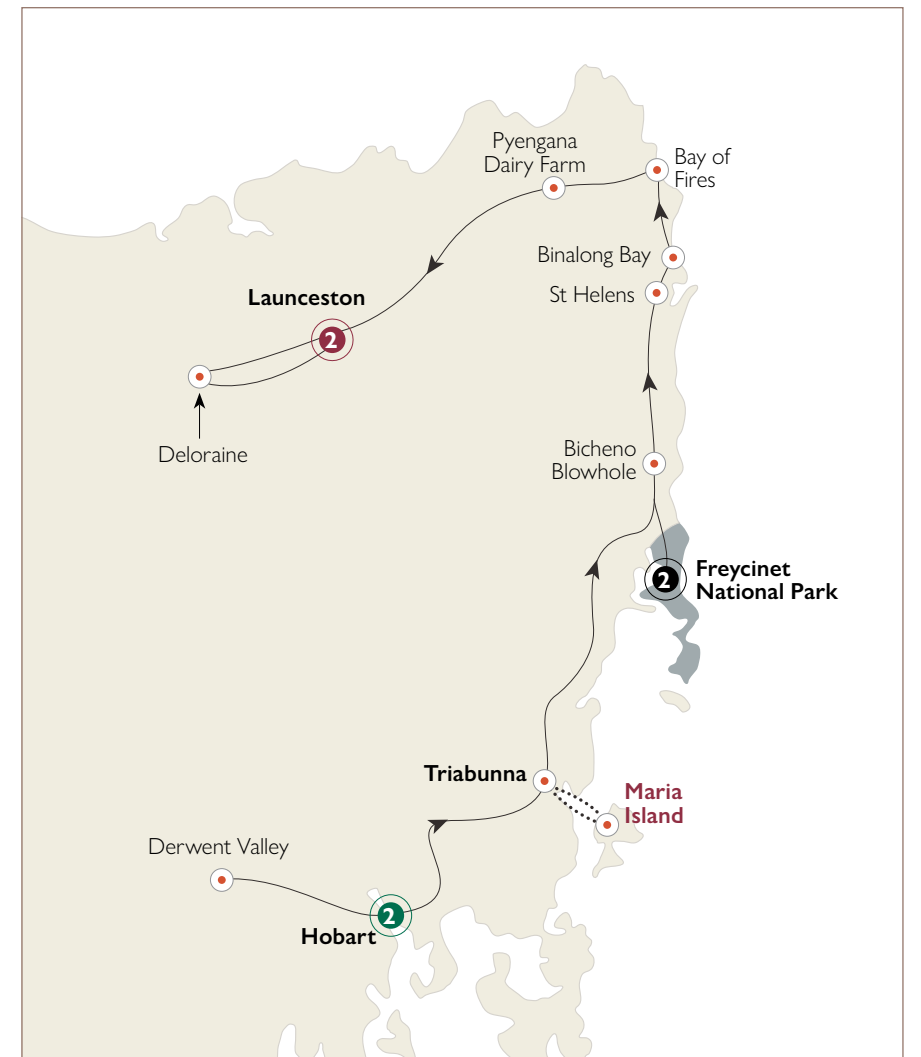 Pyengana
Dairy Farm
Bay of
Fires
Binalong Bay
St Helens
Launceston
2
Deloraine
Bicheno
Blowhole
2
Freycinet
National Park
Triabunna
Maria
Island
Derwent Valley
2
Hobart